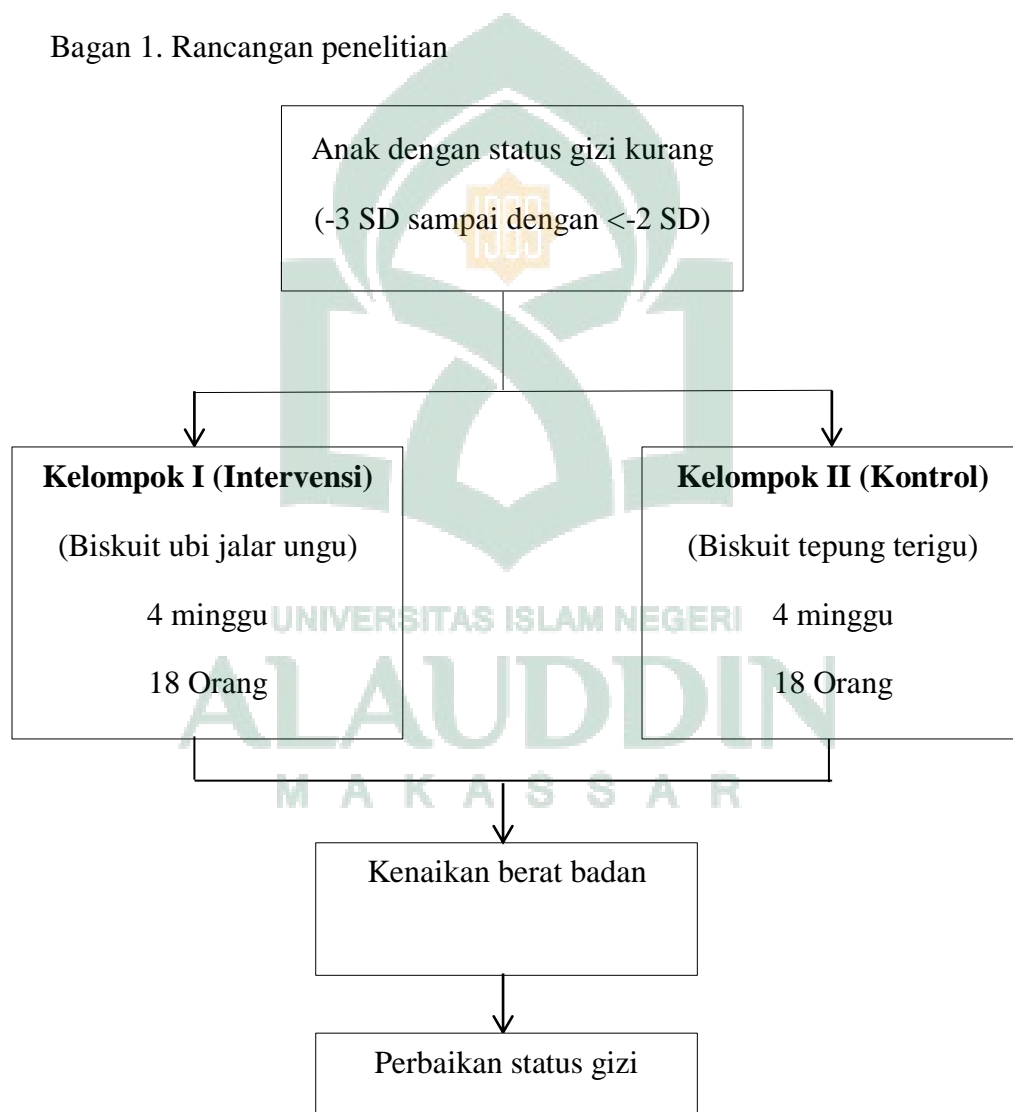 Bagan 1. Rancangan penelitian
Anak dengan status gizi kurang
(-3 SD sampai dengan <-2 SD)
1965
Kelompok I (Intervensi)
(Biskuit ubi jalar ungu)
4 minggu
18 Orang
Kelompok II (Kontrol)
(Biskuit tepung terigu)
4 minggu
18 Orang
UNIVERSITAS ISLAM NEGERI
ALAUDDIN
MAKASSAR
Kenaikan berat badan
Perbaikan status gizi